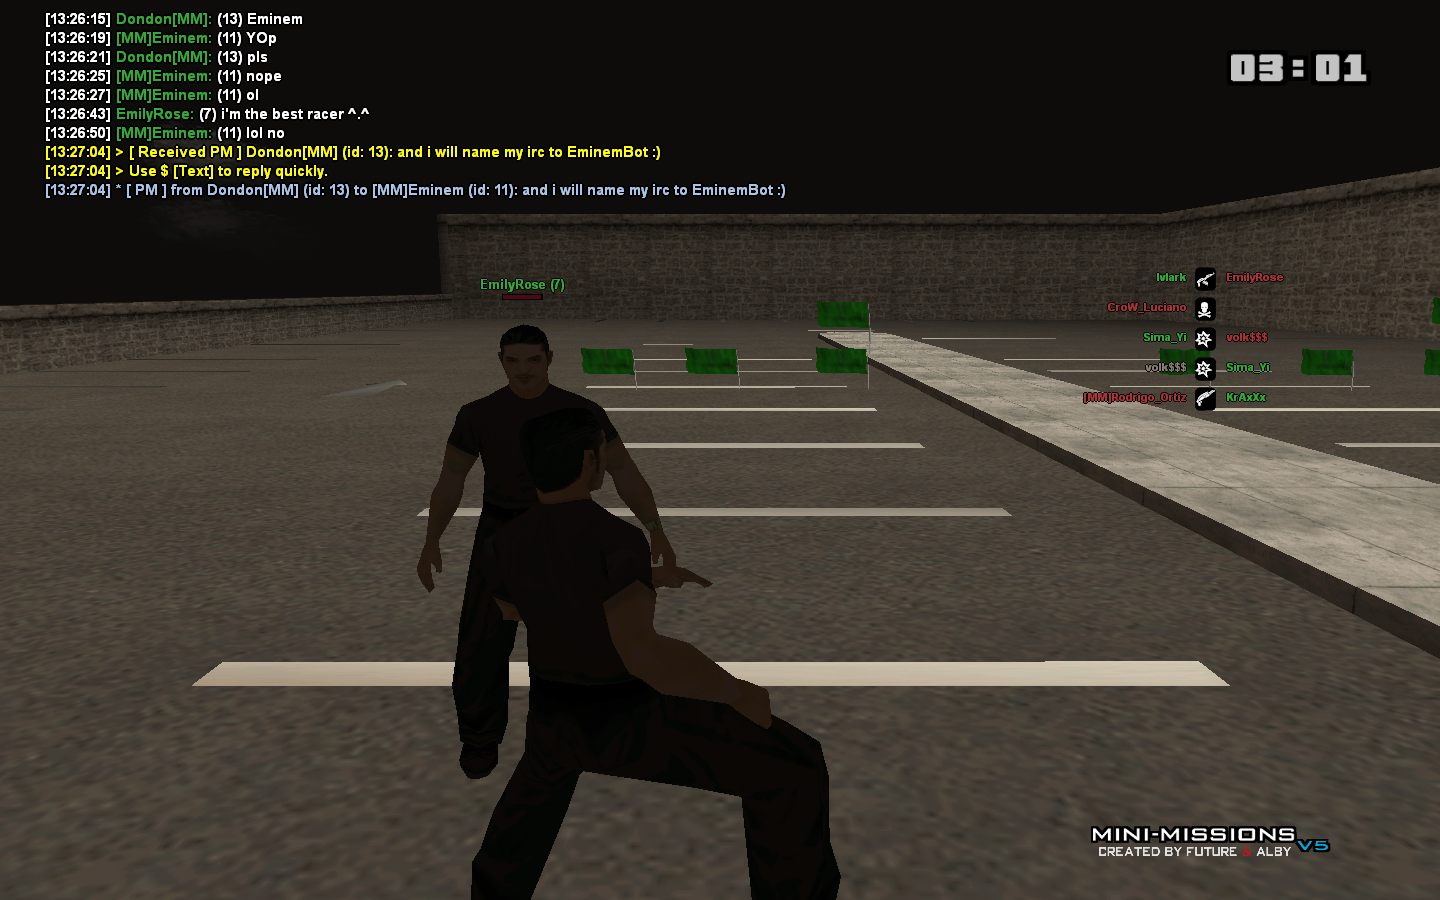 [13:26:15] Dondon[MM]: (13) Eminem
[13:26:19] [MM]Eminem: (11) YOp
[13:26:21] Dondon[MM]: (13) pls
[13:26:25] [MM]Eminem: (11) nope
[13:26:27] [MM]Eminem: (11) ol
[13:26:43] EmilyRose: (7) i'm the best racer ^.^
[13:26:50] [MM]Eminem: (11) lol no
[13:27:04] > [ Received PM ] Dondon[MM] (id: 13): and i will name my irc to EminemBot :)
[13:27:04] > Use $ [Text] to reply quickly.
[13:27:04] * [ PM ] from Dondon[MM] (id: 13) to [MM]Eminem (id: 11): and i will name my irc to EminemBot :)
03:01
EmilyRose (7)
lvlark EmilyRose
CroW_Luciano
Sima_Yi volk$$$
volk$$$ Sima_Yi
[MM]Rodrigo_Ortiz KrAxXx
MINI-MISSIONS V5
CREATED BY FUTURE & ALBY